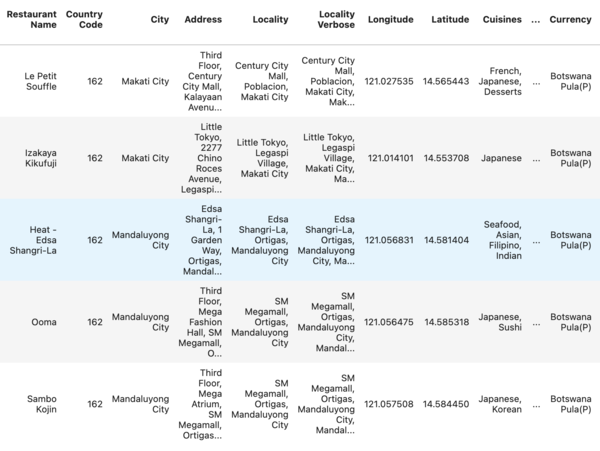 Restaurant Name Country Code City Address Locality Locality Verbose Longitude Latitude Cuisines ... Currency
Le Petit Souffle 162 Makati City Third Floor, Century City Mall, Kalayaan Avenu... Century City Mall, Poblacion, Makati City Century City Mall, Poblacion, Makati City, Mak... 121.027535 14.565443 French, Japanese, Desserts ... Botswana Pula(P)
Izakaya Kikufuji 162 Makati City Little Tokyo, 2277 Chino Roces Avenue, Legaspi... Little Tokyo, Legaspi Village, Makati City Little Tokyo, Legaspi Village, Makati City, Ma... 121.014101 14.553708 Japanese ... Botswana Pula(P)
Heat - Edsa Shangri-La 162 Mandaluyong City Edsa Shangri-La, 1 Garden Way, Ortigas, Mandal... Edsa Shangri-La, Ortigas, Mandaluyong City Edsa Shangri-La, Ortigas, Mandaluyong City, Ma... 121.056831 14.581404 Seafood, Asian, Filipino, Indian ... Botswana Pula(P)
Ooma 162 Mandaluyong City Third Floor, Mega Fashion Hall, SM Megamall, O... SM Megamall, Ortigas, Mandaluyong City SM Megamall, Ortigas, Mandaluyong City, Mandal... 121.056475 14.585318 Japanese, Sushi ... Botswana Pula(P)
Sambo Kojin 162 Mandaluyong City Third Floor, Mega Atrium, SM Megamall, Ortigas... SM Megamall, Ortigas, Mandaluyong City SM Megamall, Ortigas, Mandaluyong City, Mandal... 121.057508 14.584450 Japanese, Korean ... Botswana Pula(P)